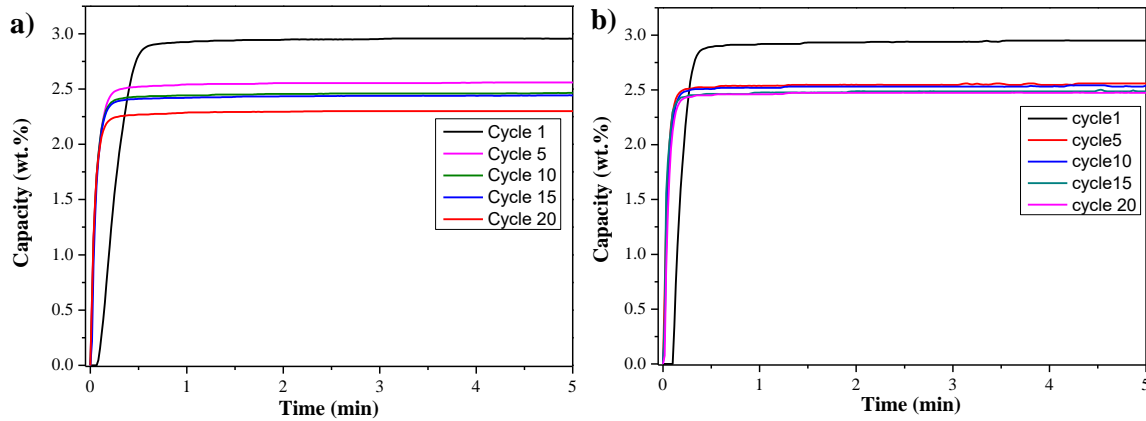 a)
Capacity (wt.%)
3.0
2.5
2.0
1.5
1.0
0.5
0.0
Cycle 1
Cycle 5
Cycle 10
Cycle 15
Cycle 20
0 1 2 3 4 5
Time (min)
b)
Capacity (wt.%)
3.0
2.5
2.0
1.5
1.0
0.5
0.0
cycle1
cycle5
cycle10
cycle15
cycle 20
0 1 2 3 4 5
Time (min)